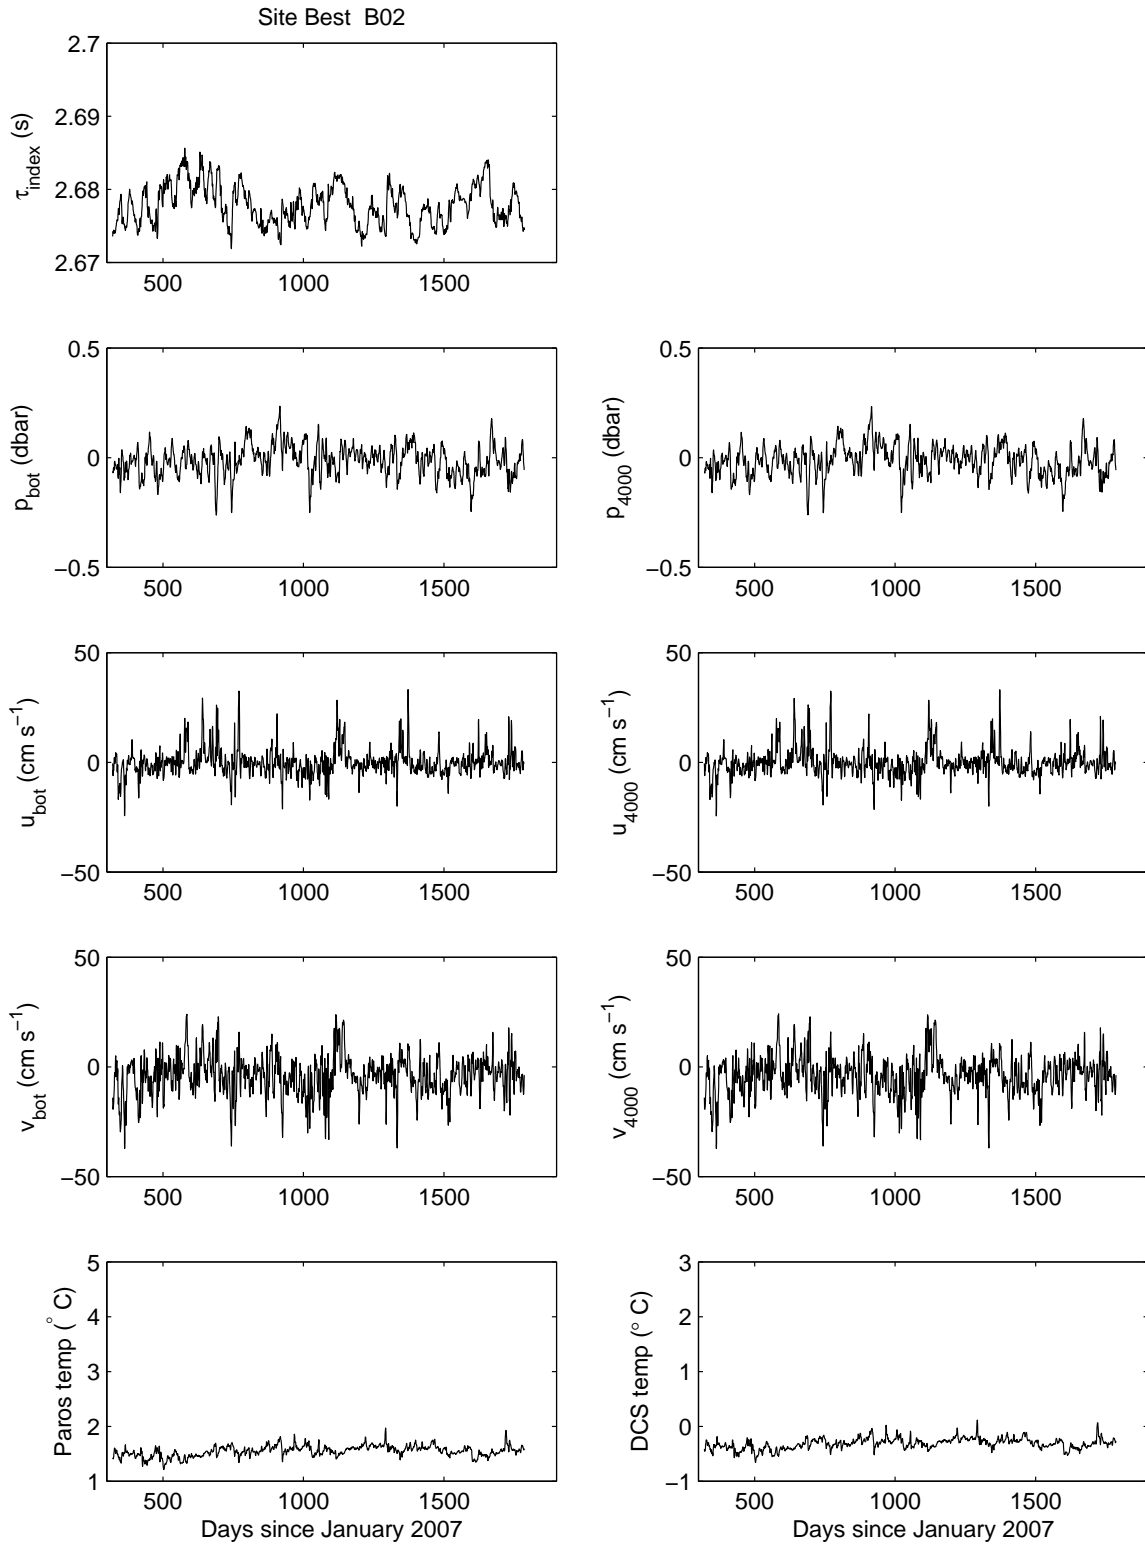 Site Best B02
2.7
2.69
2.68
2.67
τindex (s)
500 1000 1500
0.5
0
−0.5
pbot (dbar)
500 1000 1500
0.5
0
−0.5
p4000 (dbar)
500 1000 1500
50
0
−50
ubot (cm s−1)
500 1000 1500
50
0
−50
u4000 (cm s−1)
500 1000 1500
50
0
−50
vbot (cm s−1)
500 1000 1500
50
0
−50
v4000 (cm s−1)
500 1000 1500
5
4
3
2
1
Paros temp (° C)
500 1000 1500
Days since January 2007
3
2
1
0
−1
DCS temp (° C)
500 1000 1500
Days since January 2007